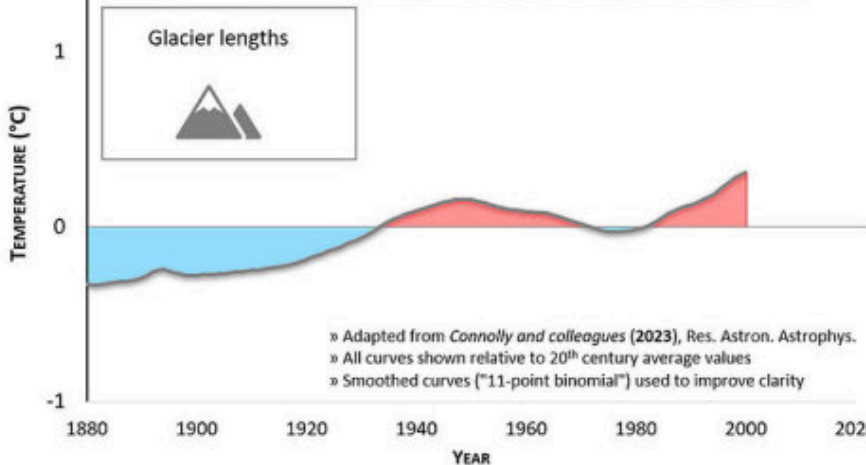 Glacier lengths
1
0
-1
TEMPERATURE (°C)
» Adapted from Connolly and colleagues (2023), Res. Astron. Astrophys.
» All curves shown relative to 20th century average values
» Smoothed curves ("11-point binomial") used to improve clarity
1880 1900 1920 1940 1960 1980 2000 202
YEAR